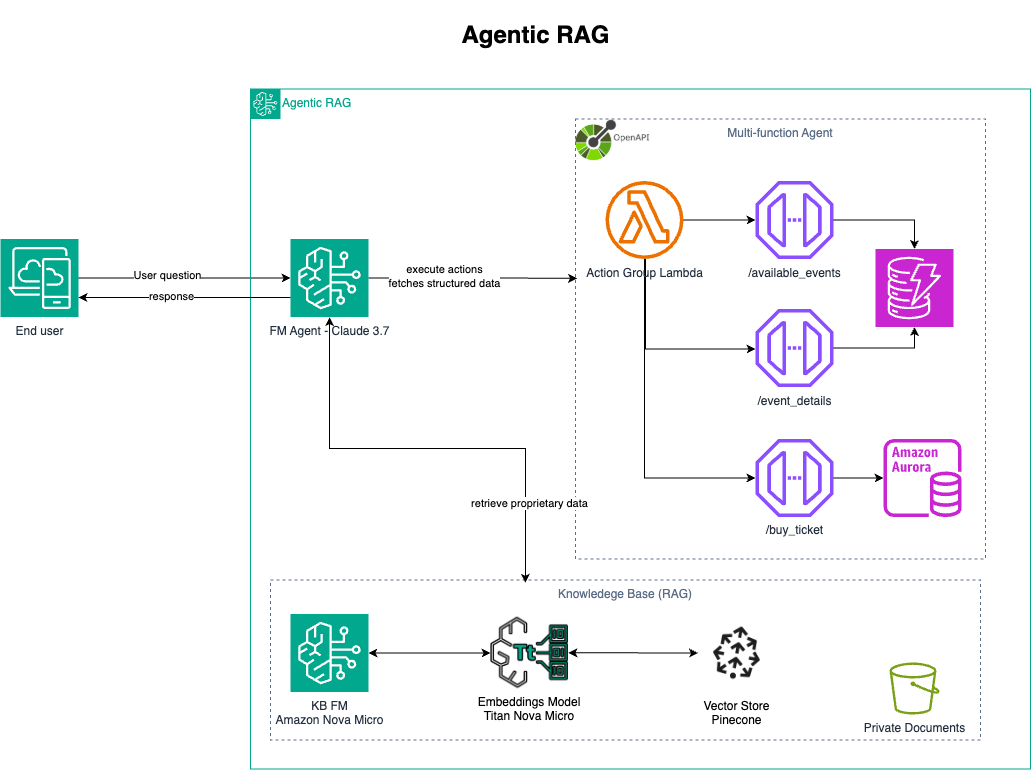 Agentic RAG
Agentic RAG
OpenAPI
Multi-function Agent
User question
response
End user
FM Agent - Claude 3.7
execute actions
fetches structured data
Action Group Lambda
/available_events
/event_details
Amazon
Aurora
/buy_ticket
retrieve proprietary data
Knowledege Base (RAG)
KB FM
Amazon Nova Micro
Tt
Embeddings Model
Titan Nova Micro
Vector Store
Pinecone
Private Documents